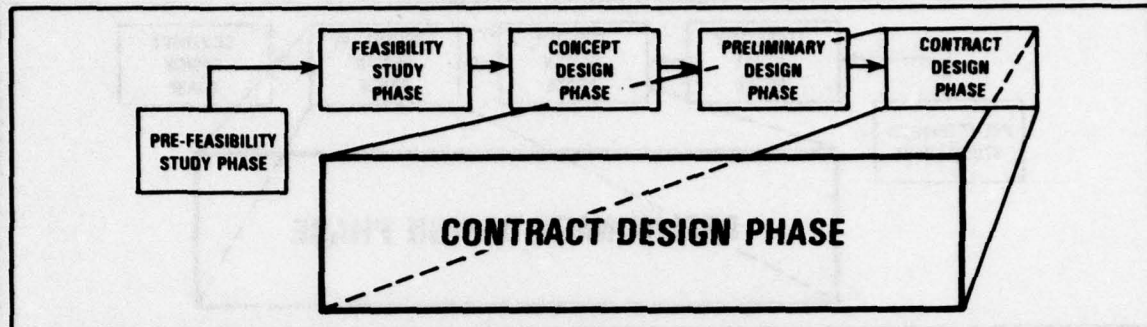 PRE-FEASIBILITY
STUDY PHASE
FEASIBILITY
STUDY
PHASE
CONCEPT
DESIGN
PHASE
PRELIMINARY
DESIGN
PHASE
CONTRACT
DESIGN
PHASE
CONTRACT DESIGN PHASE